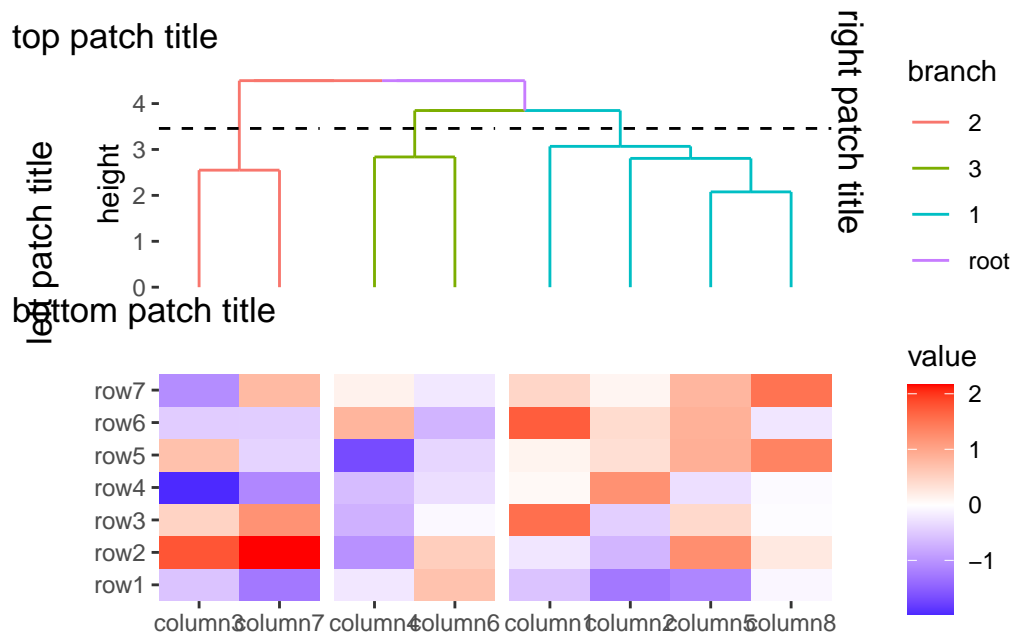 top patch title
right patch title
left patch title
height
4
3
2
1
0
branch
2
3
1
root
bottom patch title
row7
row6
row5
row4
row3
row2
row1
column3
column7
column4
column6
column1
column2
column5
column8
value
2
1
0
−1